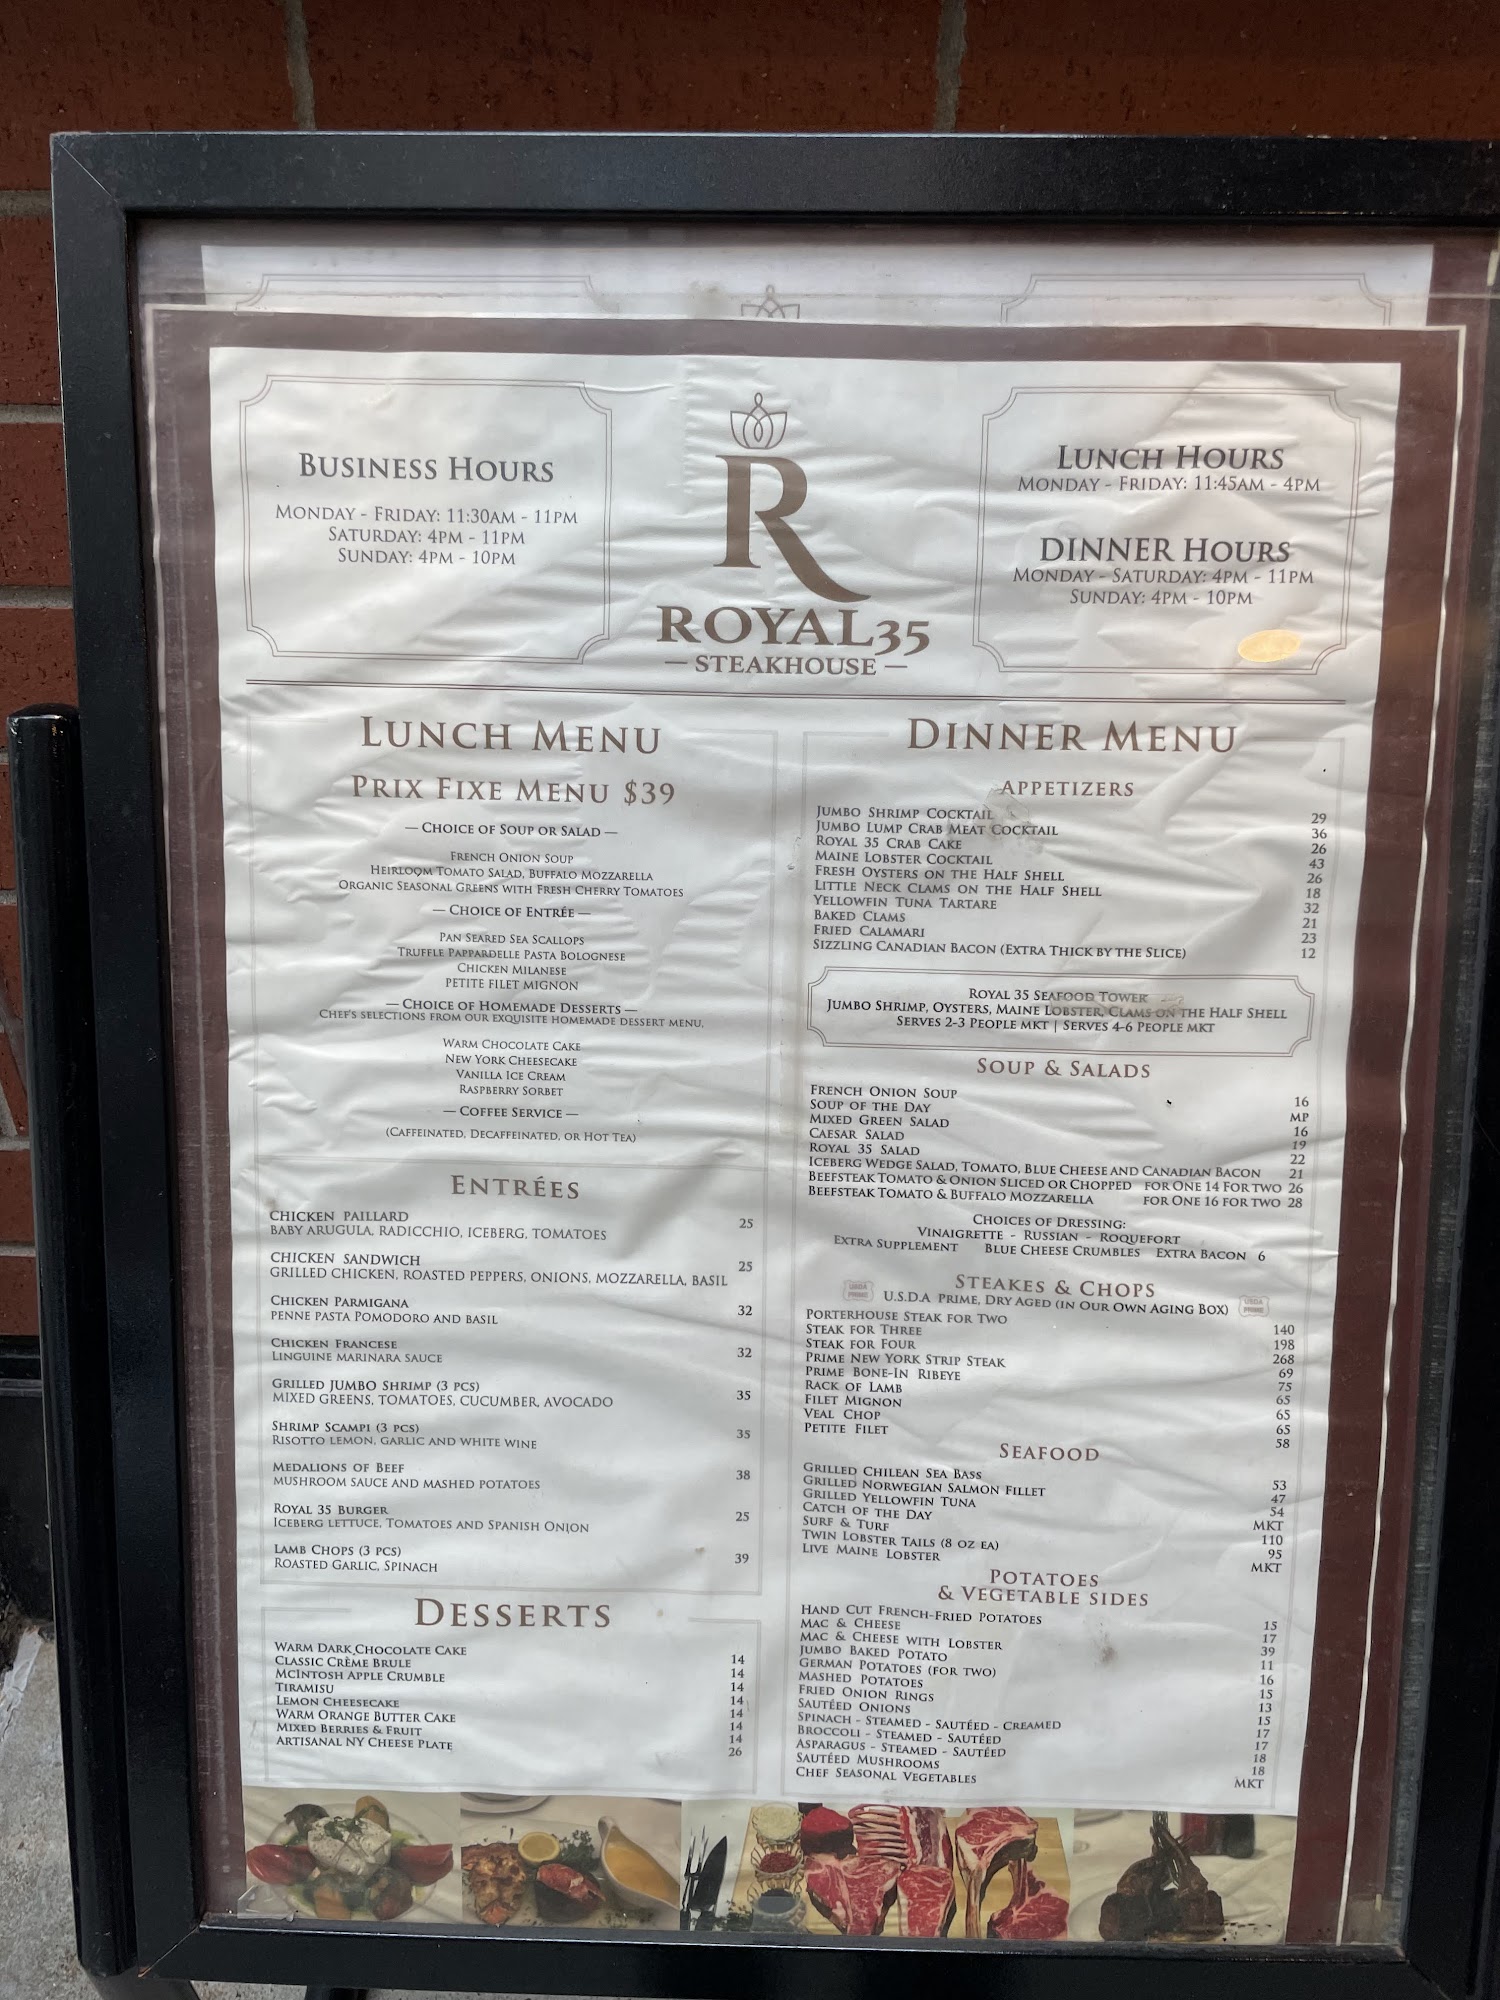 BUSINESS HOURS
MONDAY - FRIDAY: 11:30AM - 11PM
SATURDAY: 4PM - 11PM
SUNDAY: 4PM - 10PM
R
ROYAL35
— STEAKHOUSE —
LUNCH HOURS
MONDAY - FRIDAY: 11:45AM - 4PM
DINNER HOURS
MONDAY - SATURDAY: 4PM - 11PM
SUNDAY: 4PM - 10PM
LUNCH MENU
PRIX FIXE MENU $39
— CHOICE OF SOUP OR SALAD —
FRENCH ONION SOUP
HEIRLOOM TOMATO SALAD, BUFFALO MOZZARELLA
ORGANIC SEASONAL GREENS WITH FRESH CHERRY TOMATOES
— CHOICE OF ENTRÉE —
PAN SEARED SEA SCALLOPS
TRUFFLE PAPPARDELLE PASTA BOLOGNESE
CHICKEN MILANESE
PETITE FILET MIGNON
— CHOICE OF HOMEMADE DESSERTS —
CHEF'S SELECTIONS FROM OUR EXQUISITE HOMEMADE DESSERT MENU,
WARM CHOCOLATE CAKE
NEW YORK CHEESECAKE
VANILLA ICE CREAM
RASPBERRY SORBET
— COFFEE SERVICE —
(CAFFEINATED, DECAFFEINATED, OR HOT TEA)
ENTRÉES
CHICKEN PAILLARD 25
BABY ARUGULA, RADICCHIO, ICEBERG, TOMATOES
CHICKEN SANDWICH 25
GRILLED CHICKEN, ROASTED PEPPERS, ONIONS, MOZZARELLA, BASIL
CHICKEN PARMIGANA 32
PENNE PASTA POMODORO AND BASIL
CHICKEN FRANCESE 32
LINGUINE MARINARA SAUCE
GRILLED JUMBO SHRIMP (3 PCS) 35
MIXED GREENS, TOMATOES, CUCUMBER, AVOCADO
SHRIMP SCAMPI (3 PCS) 35
RISOTTO LEMON, GARLIC AND WHITE WINE
MEDALIONS OF BEEF 38
MUSHROOM SAUCE AND MASHED POTATOES
ROYAL 35 BURGER 25
ICEBERG LETTUCE, TOMATOES AND SPANISH ONION
LAMB CHOPS (3 PCS) 39
ROASTED GARLIC, SPINACH
DESSERTS
WARM DARK CHOCOLATE CAKE 14
CLASSIC CRÈME BRULE 14
MCINTOSH APPLE CRUMBLE 14
TIRAMISU 14
LEMON CHEESECAKE 14
WARM ORANGE BUTTER CAKE 14
MIXED BERRIES & FRUIT 14
ARTISANAL NY CHEESE PLATE 26
DINNER MENU
APPETIZERS
JUMBO SHRIMP COCKTAIL 29
JUMBO LUMP CRAB MEAT COCKTAIL 36
ROYAL 35 CRAB CAKE 26
MAINE LOBSTER COCKTAIL 43
FRESH OYSTERS ON THE HALF SHELL 26
LITTLE NECK CLAMS ON THE HALF SHELL 18
YELLOWFIN TUNA TARTARE 32
BAKED CLAMS 21
FRIED CALAMARI 23
SIZZLING CANADIAN BACON (EXTRA THICK BY THE SLICE) 12
ROYAL 35 SEAFOOD TOWER
JUMBO SHRIMP, OYSTERS, MAINE LOBSTER, CLAMS ON THE HALF SHELL
SERVES 2-3 PEOPLE MKT | SERVES 4-6 PEOPLE MKT
SOUP & SALADS
FRENCH ONION SOUP 16
SOUP OF THE DAY MP
MIXED GREEN SALAD 16
CAESAR SALAD 19
ROYAL 35 SALAD 22
ICEBERG WEDGE SALAD, TOMATO, BLUE CHEESE AND CANADIAN BACON 21
BEEFSTEAK TOMATO & ONION SLICED OR CHOPPED FOR ONE 14 FOR TWO 26
BEEFSTEAK TOMATO & BUFFALO MOZZARELLA FOR ONE 16 FOR TWO 28
CHOICES OF DRESSING:
VINAIGRETTE - RUSSIAN - ROQUEFORT
EXTRA SUPPLEMENT BLUE CHEESE CRUMBLES EXTRA BACON 6
STEAKES & CHOPS
USDA PRIME U.S.D.A PRIME, DRY AGED (IN OUR OWN AGING BOX) USDA PRIME
PORTERHOUSE STEAK FOR TWO 140
STEAK FOR THREE 198
STEAK FOR FOUR 268
PRIME NEW YORK STRIP STEAK 69
PRIME BONE-IN RIBEYE 75
RACK OF LAMB 65
FILET MIGNON 65
VEAL CHOP 65
PETITE FILET 58
SEAFOOD
GRILLED CHILEAN SEA BASS 53
GRILLED NORWEGIAN SALMON FILLET 47
GRILLED YELLOWFIN TUNA 54
CATCH OF THE DAY MKT
SURF & TURF 110
TWIN LOBSTER TAILS (8 OZ EA) 95
LIVE MAINE LOBSTER MKT
POTATOES
& VEGETABLE SIDES
HAND CUT FRENCH-FRIED POTATOES 15
MAC & CHEESE 17
MAC & CHEESE WITH LOBSTER 39
JUMBO BAKED POTATO 11
GERMAN POTATOES (FOR TWO) 16
MASHED POTATOES 15
FRIED ONION RINGS 13
SAUTÉED ONIONS 15
SPINACH - STEAMED - SAUTÉED - CREAMED 17
BROCCOLI - STEAMED - SAUTÉED 17
ASPARAGUS - STEAMED - SAUTÉED 18
SAUTÉED MUSHROOMS 18
CHEF SEASONAL VEGETABLES MKT